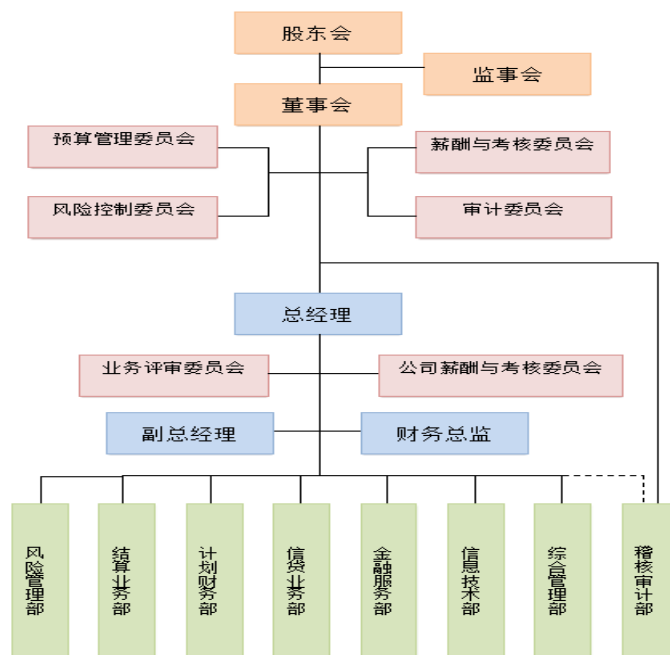 股东会
监事会
董事会
预算管理委员会
薪酬与考核委员会
风险控制委员会
审计委员会
总经理
业务评审委员会
公司薪酬与考核委员会
副总经理
财务总监
风险管理部
结算业务部
计划财务部
信贷业务部
金融服务部
信息技术部
综合管理部
稽核审计部